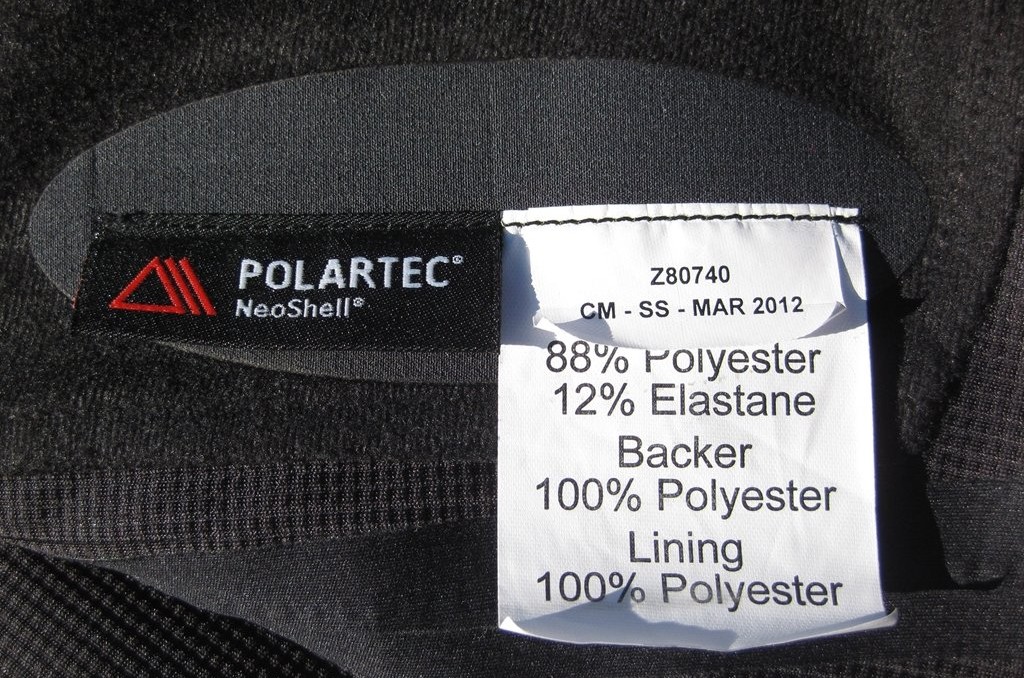 POLARTEC®
NeoShell®
Z80740
CM - SS - MAR 2012
88% Polyester
12% Elastane
Backer
100% Polyester
Lining
100% Polyester